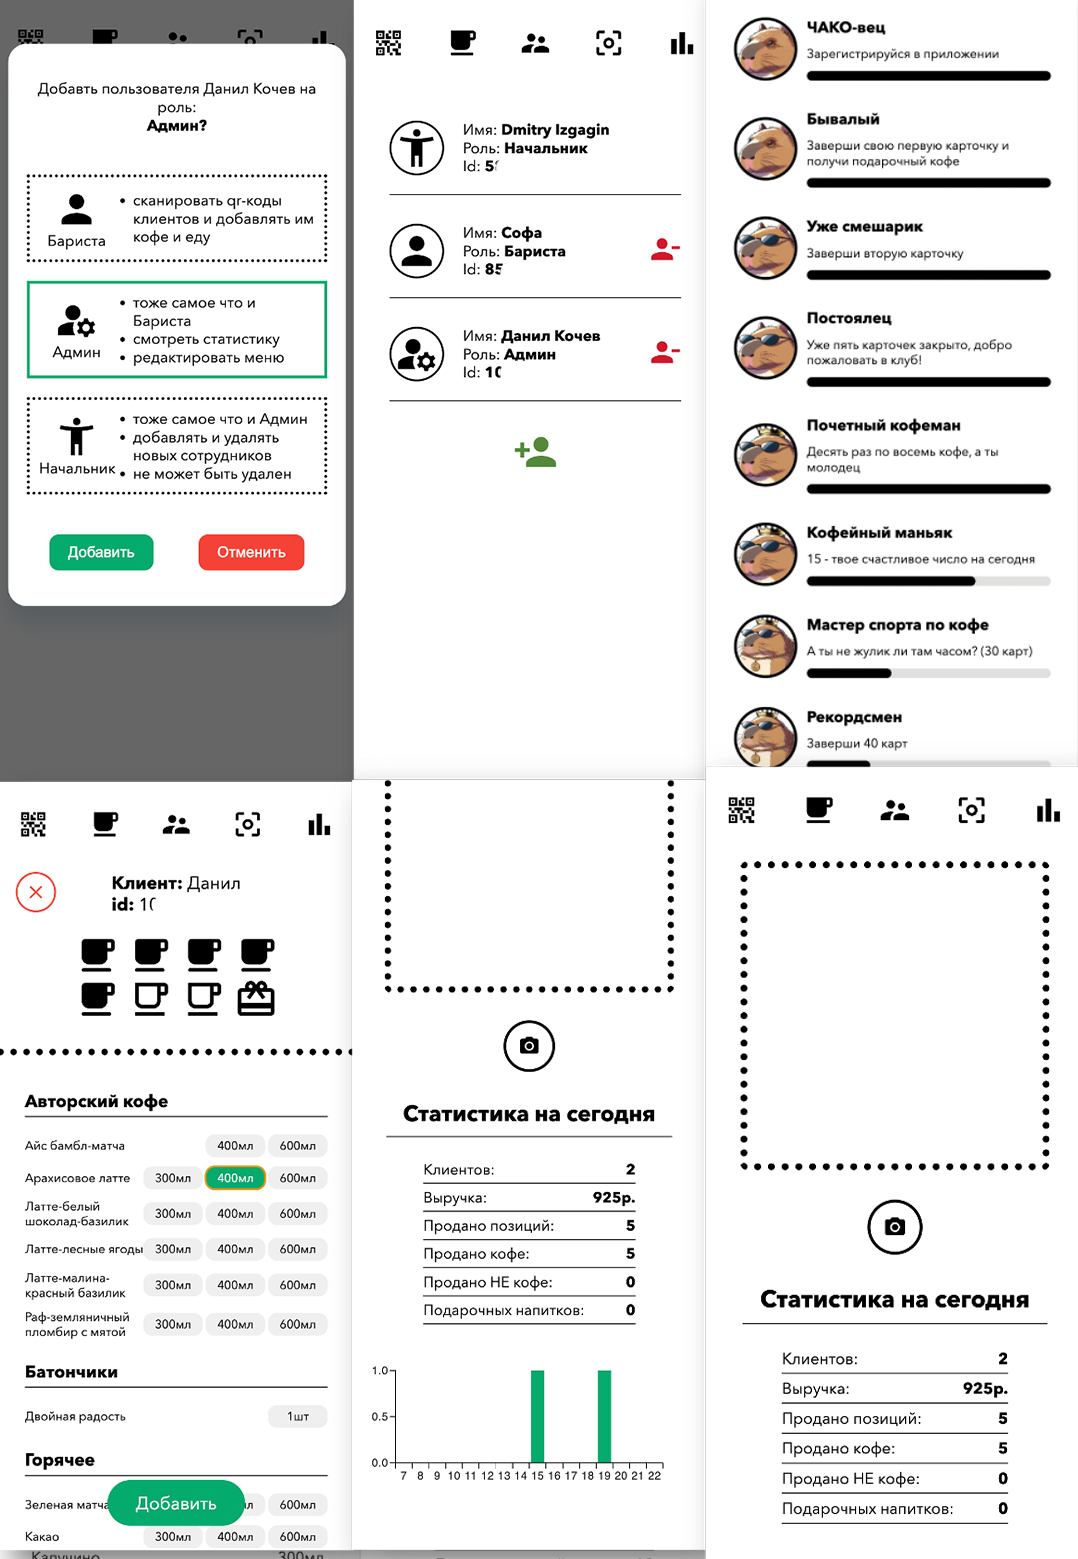 Добавть пользователя Данил Кочев на
роль:
Админ?
Бариста
• сканировать qr-коды
клиентов и добавлять им
кофе и еду
Админ
• тоже самое что и
Бариста
• смотреть статистику
• редактировать меню
Начальник
• тоже самое что и Админ
• добавлять и удалять
новых сотрудников
• не может быть удален
Добавить
Отменить
Имя: Dmitry Izgagin
Роль: Начальник
Id: 5
Имя: Софа
Роль: Бариста
Id: 85
Имя: Данил Кочев
Роль: Админ
Id: 10
ЧАКО-вец
Зарегистрируйся в приложении
Бывалый
Заверши свою первую карточку и
получи подарочный кофе
Уже смешарик
Заверши вторую карточку
Постоялец
Уже пять карточек закрыто, добро
пожаловать в клуб!
Почетный кофеман
Десять раз по восемь кофе, а ты
молодец
Кофейный маньяк
15 - твое счастливое число на сегодня
Мастер спорта по кофе
А ты не жулик ли там часом? (30 карт)
Рекордсмен
Заверши 40 карт
Клиент: Данил
id: 1
Авторский кофе
Айс бамбл-матча 400мл 600мл
Арахисовое латте 300мл 400мл 600мл
Латте-белый
шоколад-базилик 300мл 400мл 600мл
Латте-лесные ягоды 300мл 400мл 600мл
Латте-малина-
красный базилик 300мл 400мл 600мл
Раф-земляничный
пломбир с мятой 300мл 400мл 600мл
Батончики
Двойная радость 1шт
Горячее
Зеленая матча 600мл
Добавить
Какао 300мл 400мл 600мл
Капучино 300мл
Статистика на сегодня
Клиентов: 2
Выручка: 925р.
Продано позиций: 5
Продано кофе: 5
Продано НЕ кофе: 0
Подарочных напитков: 0
1.0
0.5
0.0
7 8 9 10 11 12 13 14 15 16 17 18 19 20 21 22
Статистика на сегодня
Клиентов: 2
Выручка: 925р.
Продано позиций: 5
Продано кофе: 5
Продано НЕ кофе: 0
Подарочных напитков: 0